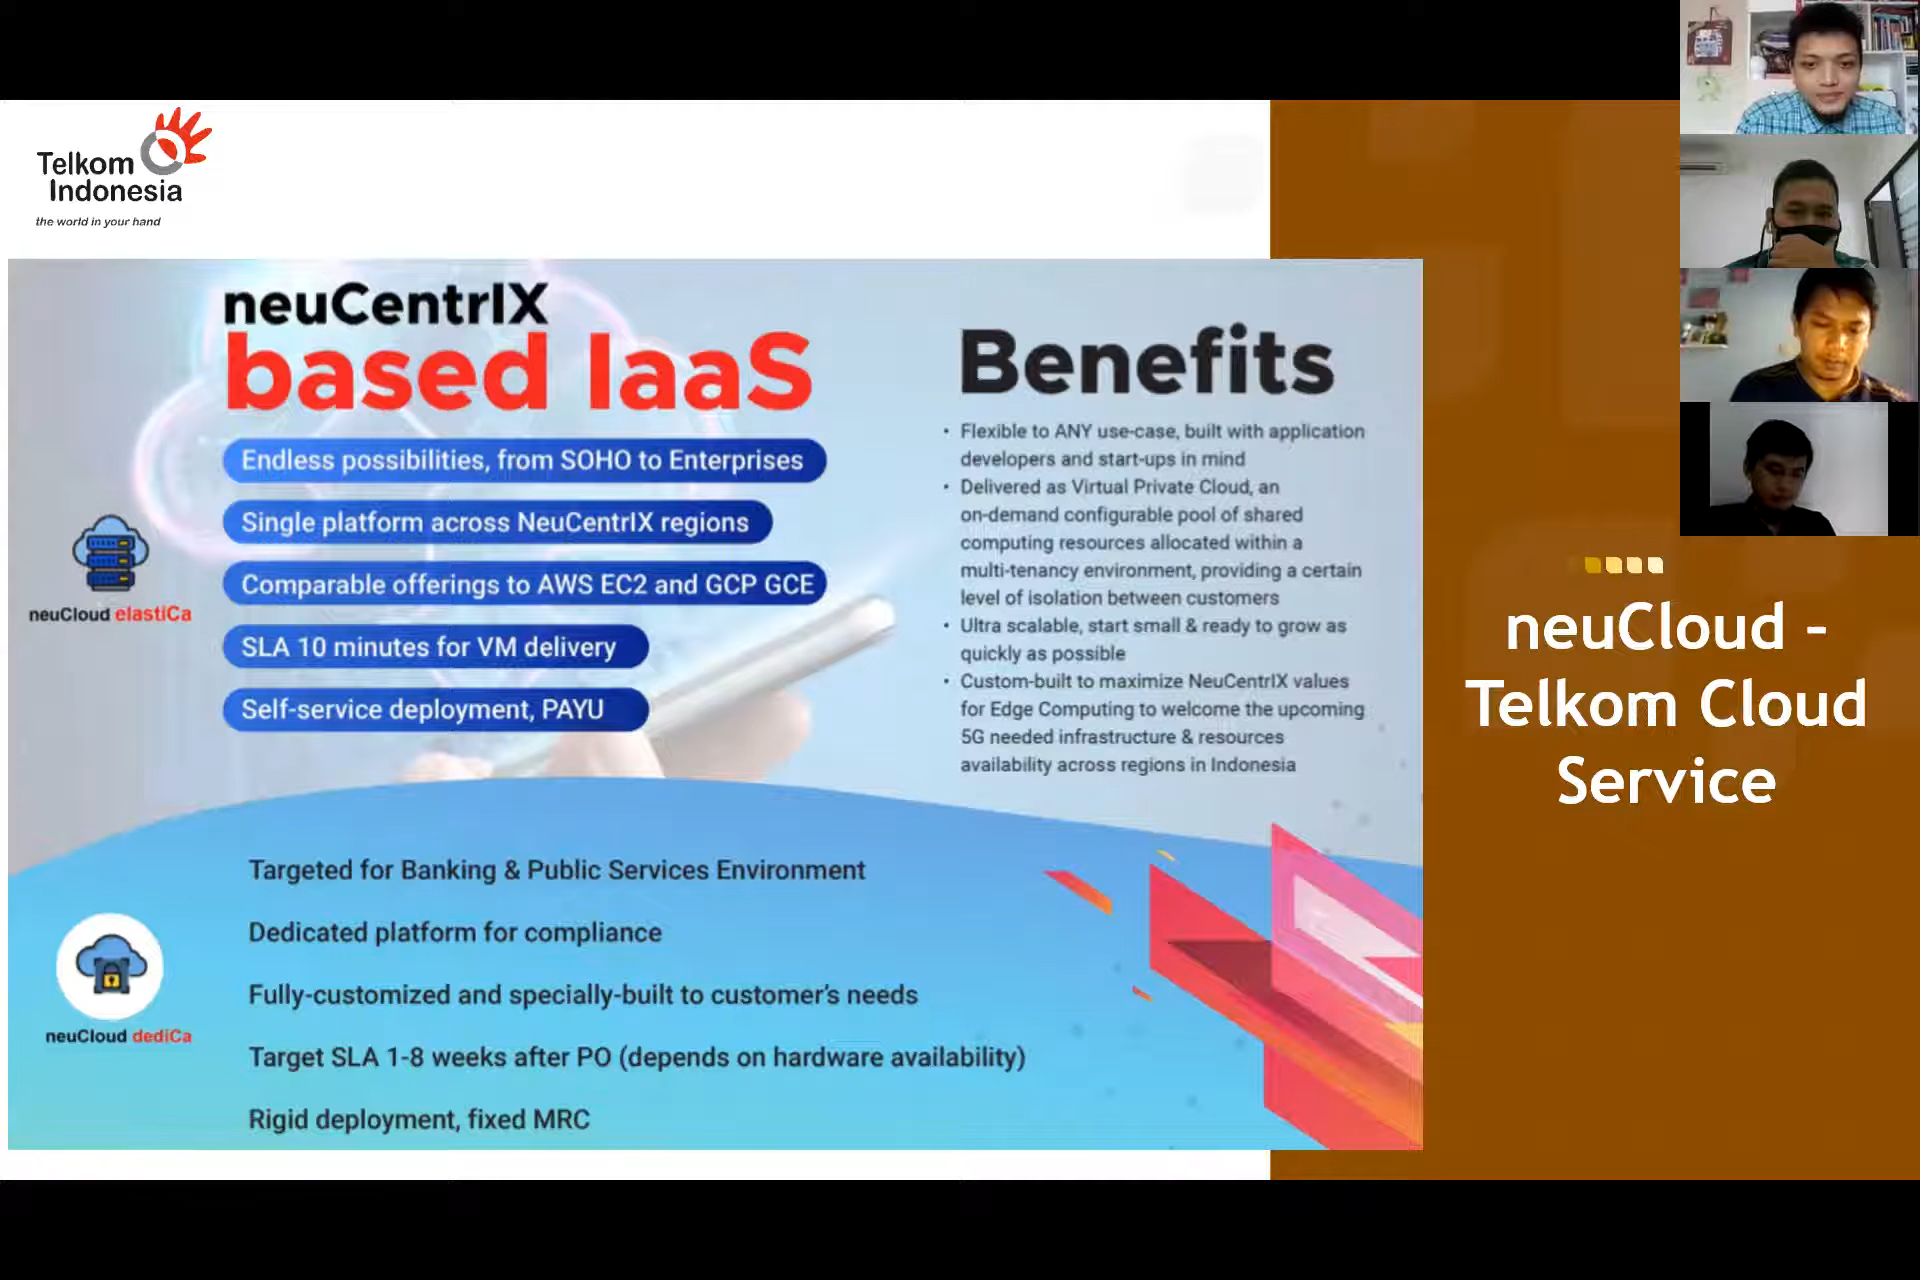 Telkom
Indonesia
the world in your hand
neuCentrIX
based IaaS
Endless possibilities, from SOHO to Enterprises
Single platform across NeuCentrIX regions
Comparable offerings to AWS EC2 and GCP GCE
SLA 10 minutes for VM delivery
Self-service deployment, PAYU
neuCloud elastiCa
Benefits
• Flexible to ANY use-case, built with application
developers and start-ups in mind
• Delivered as Virtual Private Cloud, an
on-demand configurable pool of shared
computing resources allocated within a
multi-tenancy environment, providing a certain
level of isolation between customers
• Ultra scalable, start small & ready to grow as
quickly as possible
• Custom-built to maximize NeuCentrIX values
for Edge Computing to welcome the upcoming
5G needed infrastructure & resources
availability across regions in Indonesia
Targeted for Banking & Public Services Environment
Dedicated platform for compliance
Fully-customized and specially-built to customer's needs
Target SLA 1-8 weeks after PO (depends on hardware availability)
Rigid deployment, fixed MRC
neuCloud dediCa
neuCloud –
Telkom Cloud
Service